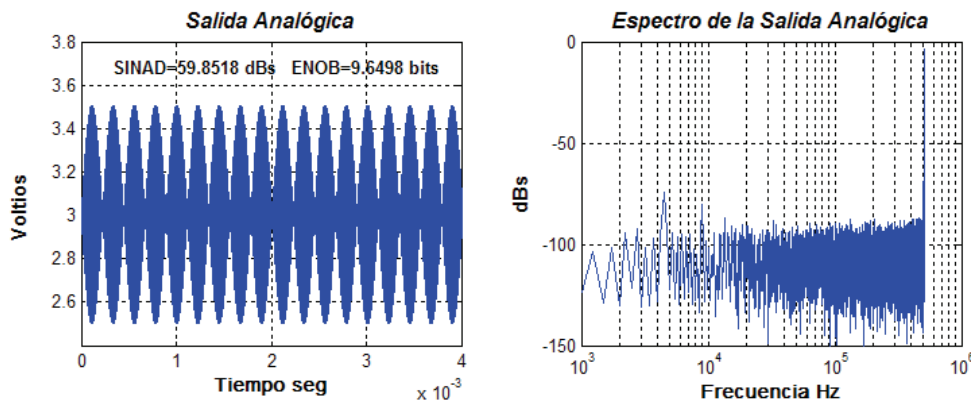 Salida Analógica
SINAD=59.8518 dBs ENOB=9.6498 bits
Voltios
3.8
3.6
3.4
3.2
3
2.8
2.6
0 1 2 3 4
x 10⁻³
Tiempo seg
Espectro de la Salida Analógica
dBs
0
-50
-100
-150
10³ 10⁴ 10⁵ 10⁶
Frecuencia Hz